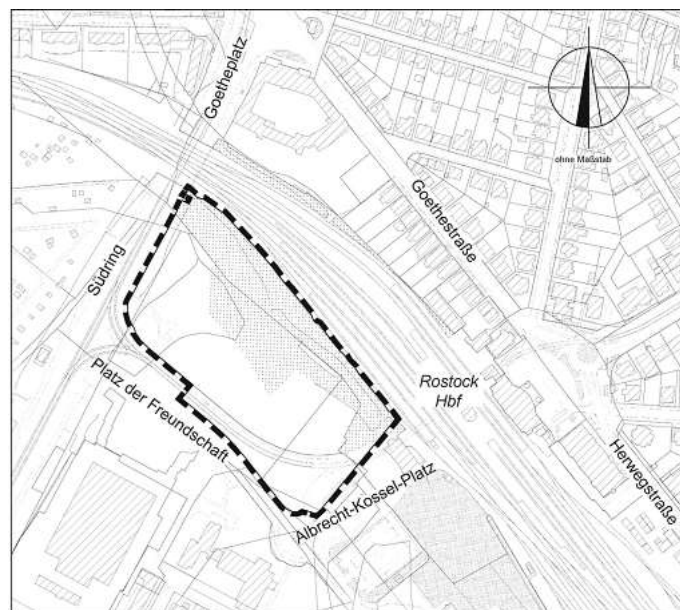 Goetheplatz
ohne Maßstab
Goethestraße
Südring
Platz der Freundschaft
Rostock
Hbf
Albrecht-Kossel-Platz
Herwegstraße